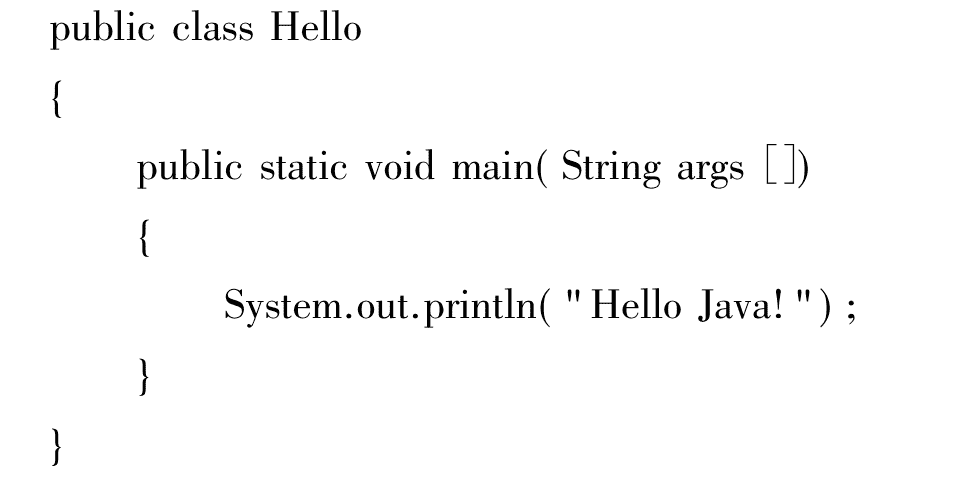 public class Hello
{
public static void main( String args [ ])
{
System.out.println( "Hello Java! ") ;
}
}